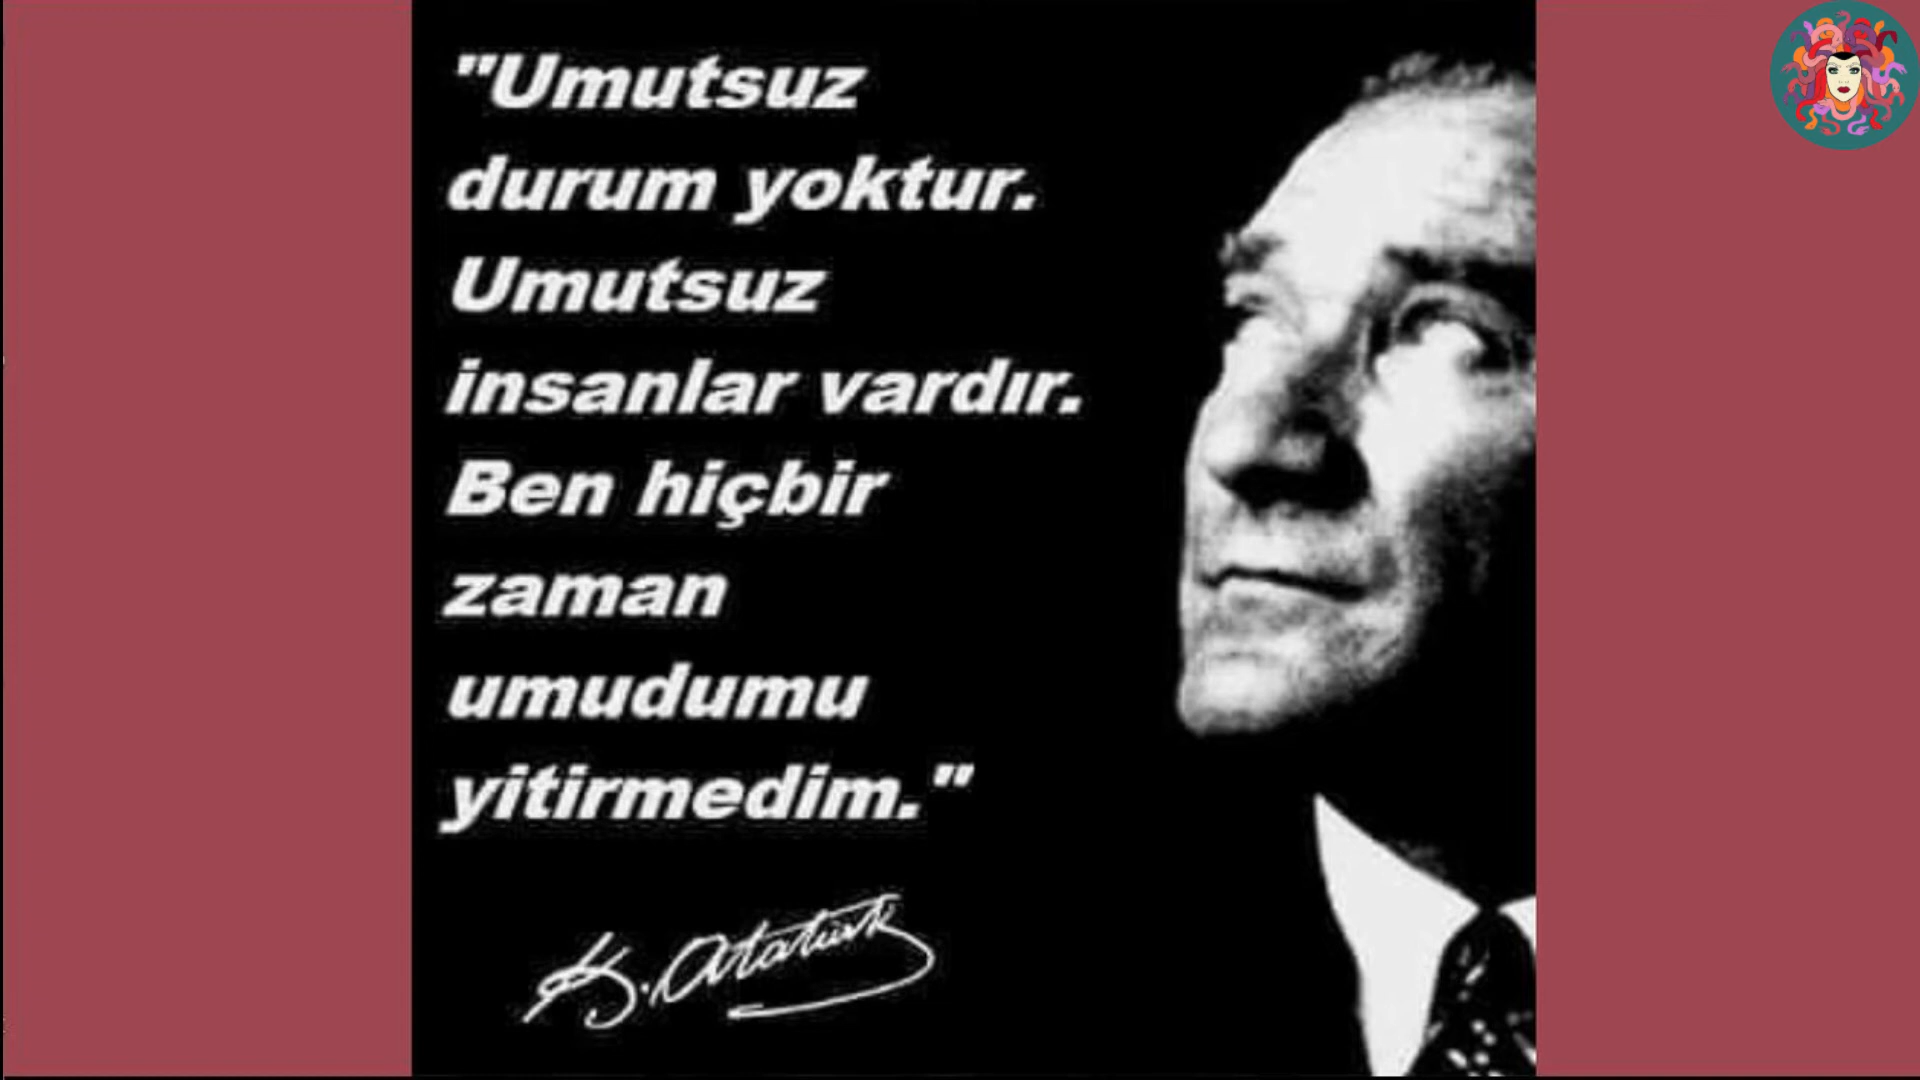 "Umutsuz
durum yoktur.
Umutsuz
insanlar vardır.
Ben hiçbir
zaman
umudumu
yitirmedim."
K. Atatürk